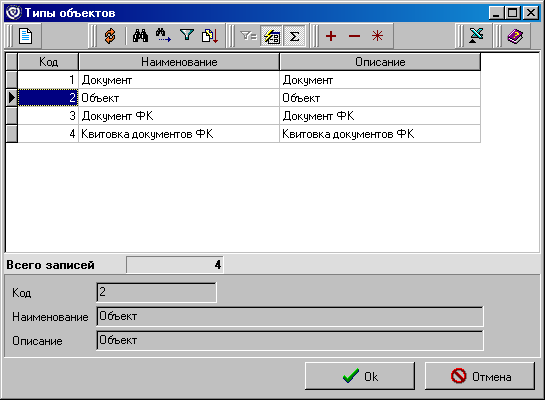 Типы объектов
Код Наименование Описание
1 Документ Документ
2 Объект Объект
3 Документ ФК Документ ФК
4 Квитовка документов ФК Квитовка документов ФК
Всего записей 4
Код 2
Наименование Объект
Описание Объект
Ok Отмена